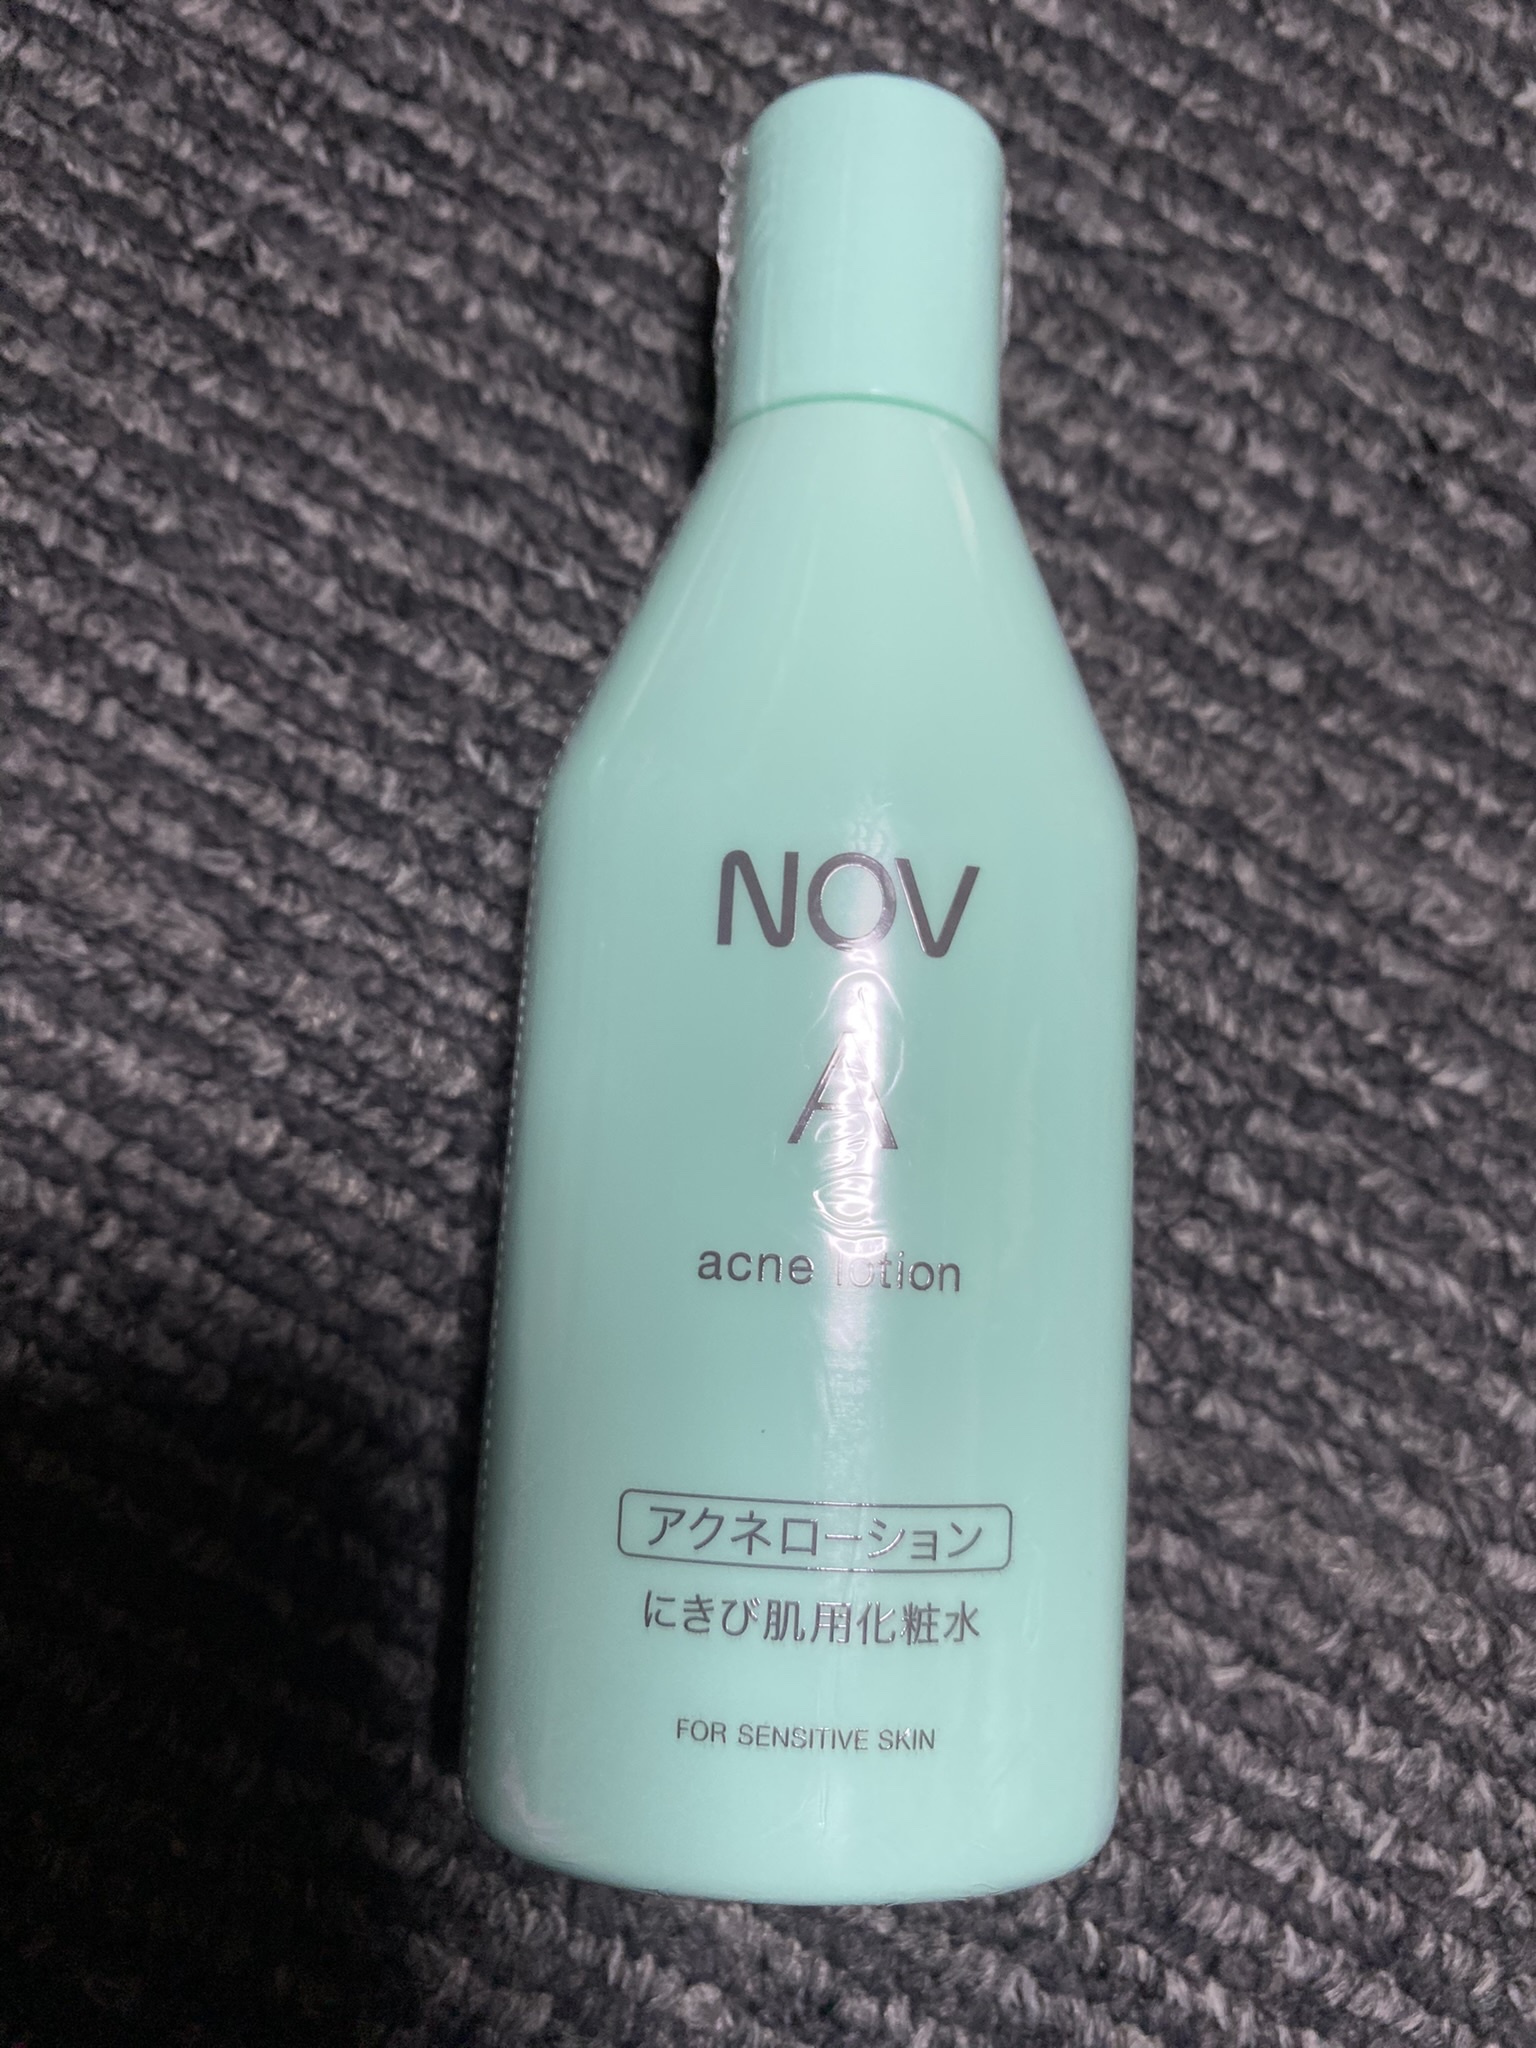 NOV
A
acne lotion
アクネローション
にきび肌用化粧水
FOR SENSITIVE SKIN